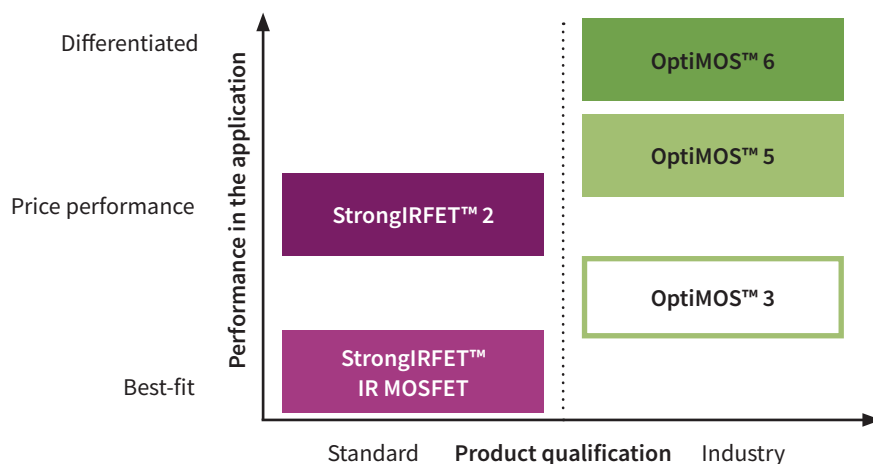 Differentiated
OptiMOS™ 6
OptiMOS™ 5
Price performance
StrongIRFET™ 2
Performance in the application
OptiMOS™ 3
StrongIRFET™
IR MOSFET
Best-fit
Standard
Product qualification
Industry